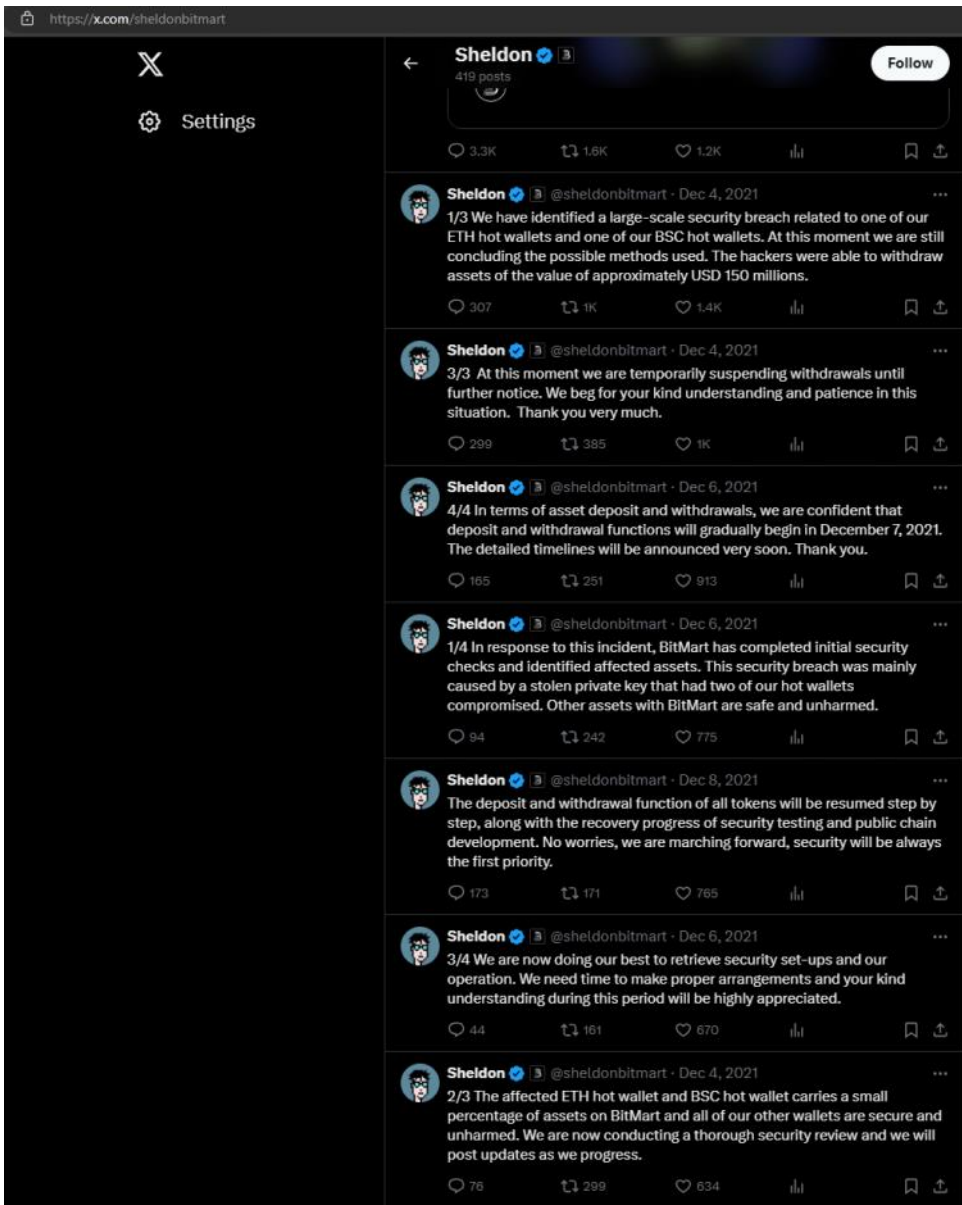 https://x.com/sheldonbitmart
Settings
Sheldon
419 posts
Follow
3.3K 1.6K 1.2K
Sheldon @sheldonbitmart · Dec 4, 2021
1/3 We have identified a large-scale security breach related to one of our
ETH hot wallets and one of our BSC hot wallets. At this moment we are still
concluding the possible methods used. The hackers were able to withdraw
assets of the value of approximately USD 150 millions.
307 1K 1.4K
Sheldon @sheldonbitmart · Dec 4, 2021
3/3 At this moment we are temporarily suspending withdrawals until
further notice. We beg for your kind understanding and patience in this
situation. Thank you very much.
299 385 1K
Sheldon @sheldonbitmart · Dec 6, 2021
4/4 In terms of asset deposit and withdrawals, we are confident that
deposit and withdrawal functions will gradually begin in December 7, 2021.
The detailed timelines will be announced very soon. Thank you.
165 251 913
Sheldon @sheldonbitmart · Dec 6, 2021
1/4 In response to this incident, BitMart has completed initial security
checks and identified affected assets. This security breach was mainly
caused by a stolen private key that had two of our hot wallets
compromised. Other assets with BitMart are safe and unharmed.
94 242 775
Sheldon @sheldonbitmart · Dec 8, 2021
The deposit and withdrawal function of all tokens will be resumed step by
step, along with the recovery progress of security testing and public chain
development. No worries, we are marching forward, security will be always
the first priority.
173 171 765
Sheldon @sheldonbitmart · Dec 6, 2021
3/4 We are now doing our best to retrieve security set-ups and our
operation. We need time to make proper arrangements and your kind
understanding during this period will be highly appreciated.
44 161 670
Sheldon @sheldonbitmart · Dec 4, 2021
2/3 The affected ETH hot wallet and BSC hot wallet carries a small
percentage of assets on BitMart and all of our other wallets are secure and
unharmed. We are now conducting a thorough security review and we will
post updates as we progress.
76 299 634